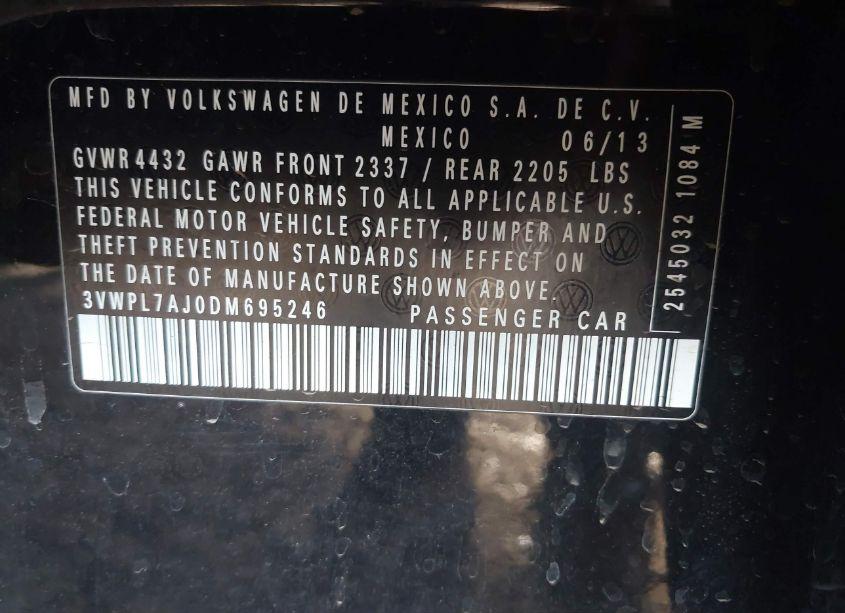 MFD BY VOLKSWAGEN DE MEXICO S.A. DE C.V.
MEXICO 06/13
GVWR 4432 GAWR FRONT 2337 / REAR 2205 LBS
THIS VEHICLE CONFORMS TO ALL APPLICABLE U.S.
FEDERAL MOTOR VEHICLE SAFETY, BUMPER AND
THEFT PREVENTION STANDARDS IN EFFECT ON
THE DATE OF MANUFACTURE SHOWN ABOVE.
3VWPL7AJ0DM695246 PASSENGER CAR
2545032 1084 M